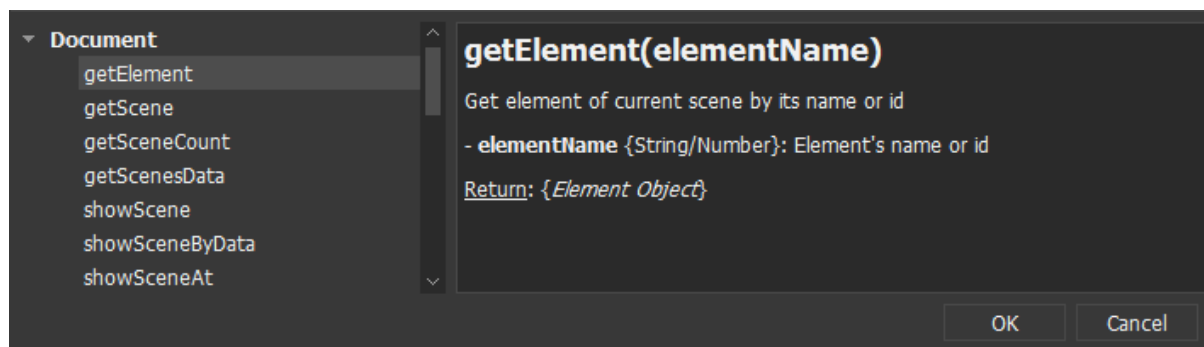 Document
getElement
getScene
getSceneCount
getScenesData
showScene
showSceneByData
showSceneAt
getElement(elementName)
Get element of current scene by its name or id
- elementName {String/Number}: Element's name or id
Return: {Element Object}
OK
Cancel